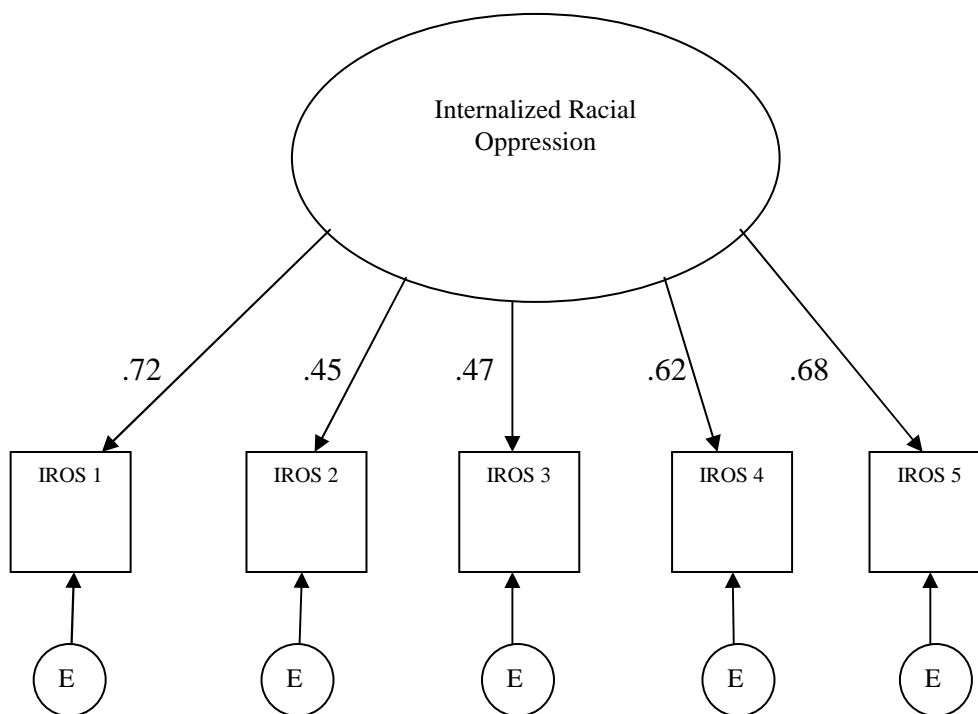 Internalized Racial
Oppression
.72
.45
.47
.62
.68
IROS 1
IROS 2
IROS 3
IROS 4
IROS 5
E
E
E
E
E